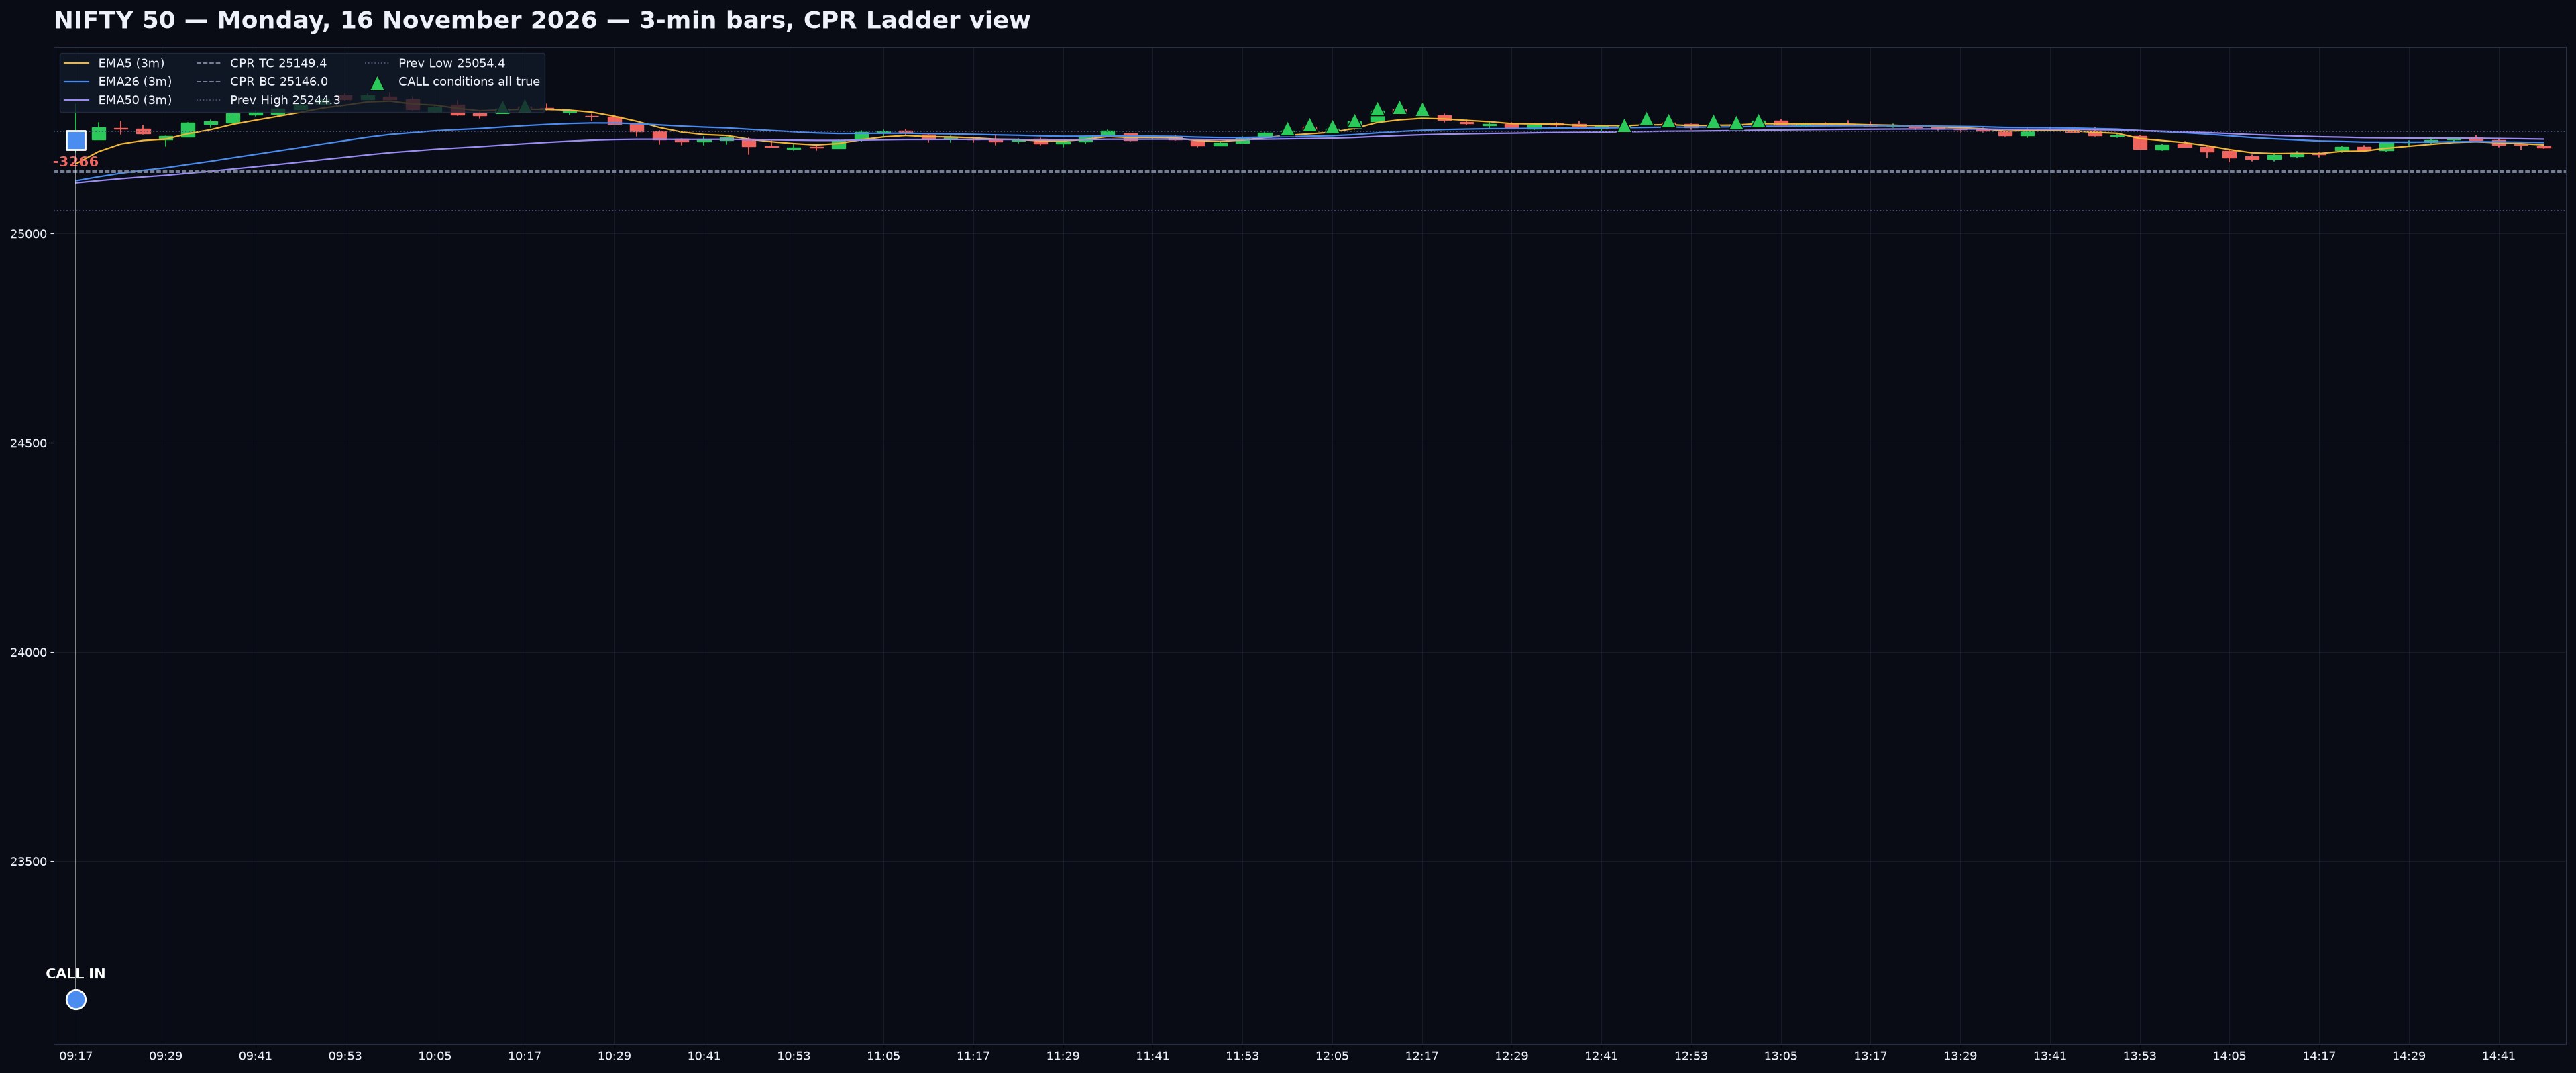 NIFTY 50 — Monday, 16 November 2026 — 3-min bars, CPR Ladder view
EMA5 (3m)
EMA26 (3m)
EMA50 (3m)
CPR TC 25149.4
CPR BC 25146.0
Prev High 25244.3
Prev Low 25054.4
CALL conditions all true
-3266
25000
24500
24000
23500
CALL IN
09:17 09:29 09:41 09:53 10:05 10:17 10:29 10:41 10:53 11:05 11:17 11:29 11:41 11:53 12:05 12:17 12:29 12:41 12:53 13:05 13:17 13:29 13:41 13:53 14:05 14:17 14:29 14:41